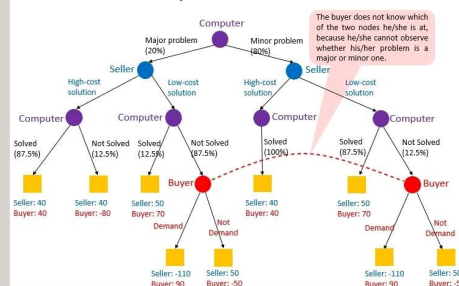 Computer
The buyer does not know which
of the two nodes he/she is at,
because he/she cannot observe
whether his/her problem is a
major or minor one.
Major problem
(20%)
Minor problem
(80%)
Seller
Seller
High-cost
solution
Low-cost
solution
High-cost
solution
Low-cost
solution
Computer
Computer
Computer
Computer
Solved
(87.5%)
Not Solved
(12.5%)
Solved
(12.5%)
Not Solved
(87.5%)
Solved
(100%)
Solved
(87.5%)
Not Solved
(12.5%)
Buyer
Buyer
Seller: 40
Buyer: 40
Seller: 40
Buyer: -80
Seller: 50
Buyer: 70
Seller: 40
Buyer: 40
Seller: 50
Buyer: 70
Demand
Not
Demand
Demand
Not
Demand
Seller: -110
Buyer: 90
Seller: 50
Buyer: -50
Seller: -110
Buyer: 90
Seller: 50
Buyer: